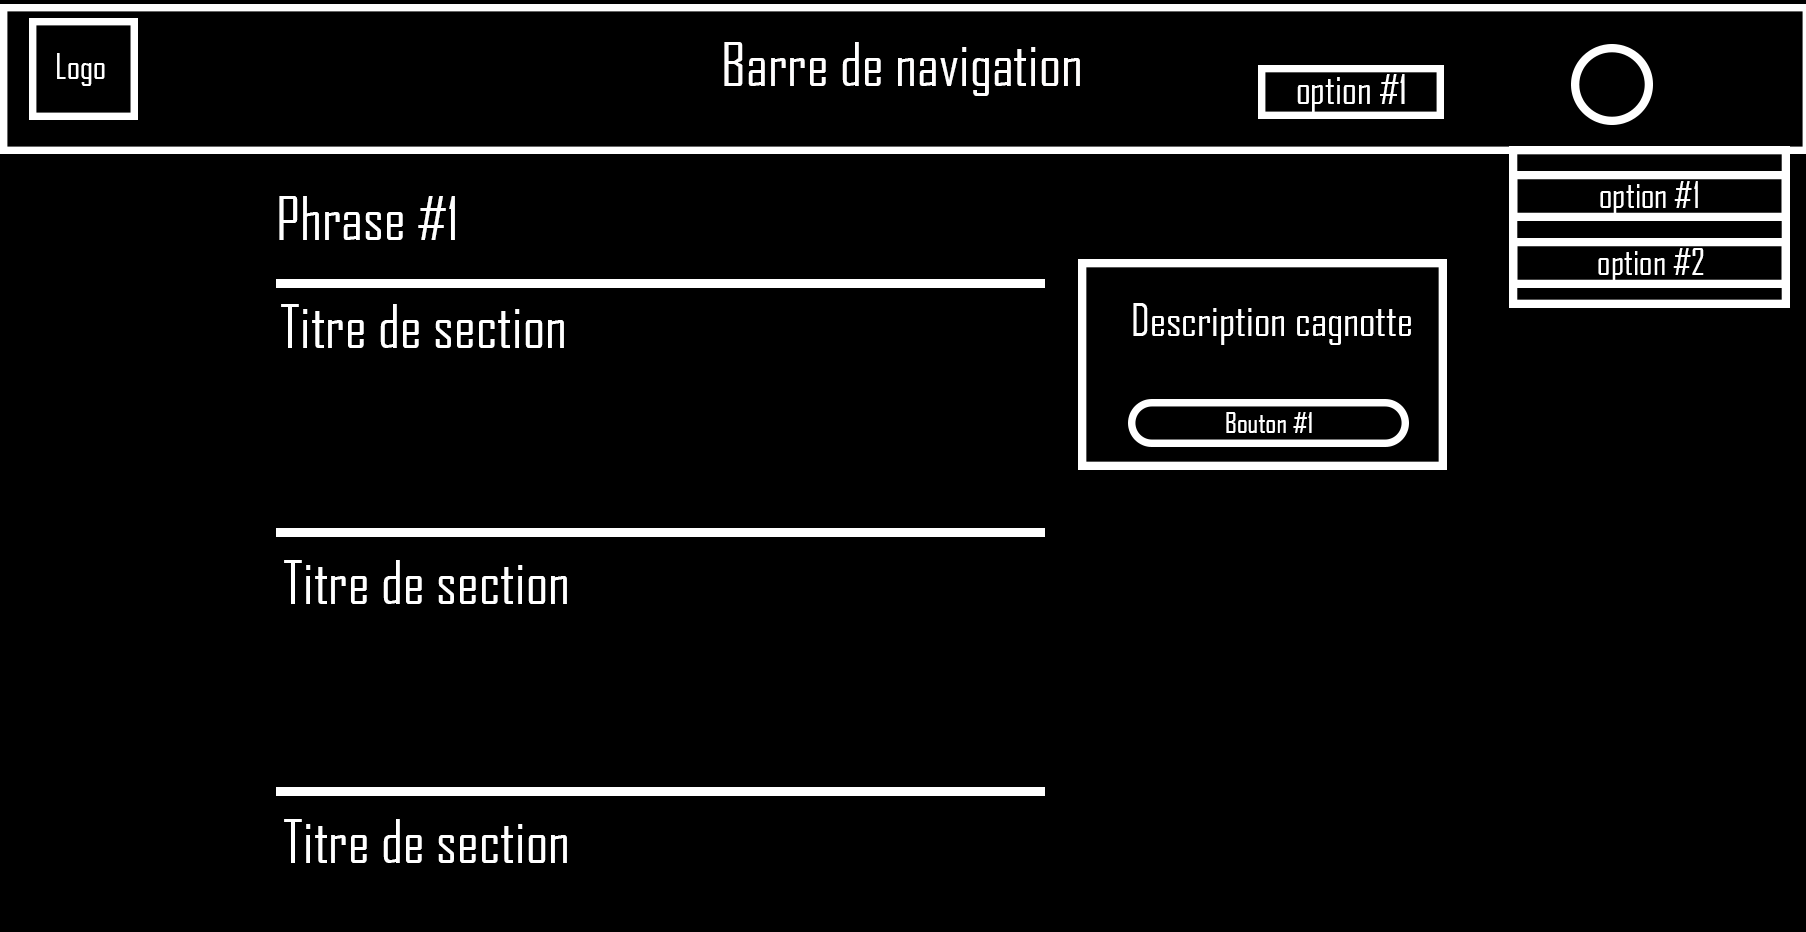 Logo
Barre de navigation
option #1
option #1
option #2
Phrase #1
Titre de section
Description cagnotte
Bouton #1
Titre de section
Titre de section